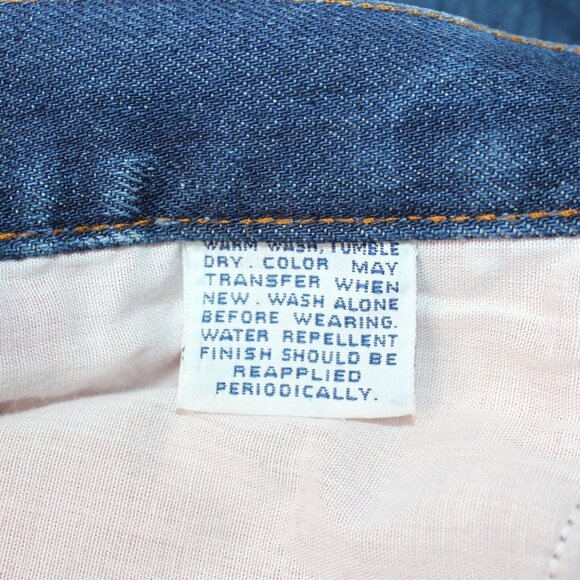 WARM WASH, TUMBLE
DRY. COLOR MAY
TRANSFER WHEN
NEW. WASH ALONE
BEFORE WEARING.
WATER REPELLENT
FINISH SHOULD BE
REAPPLIED
PERIODICALLY.